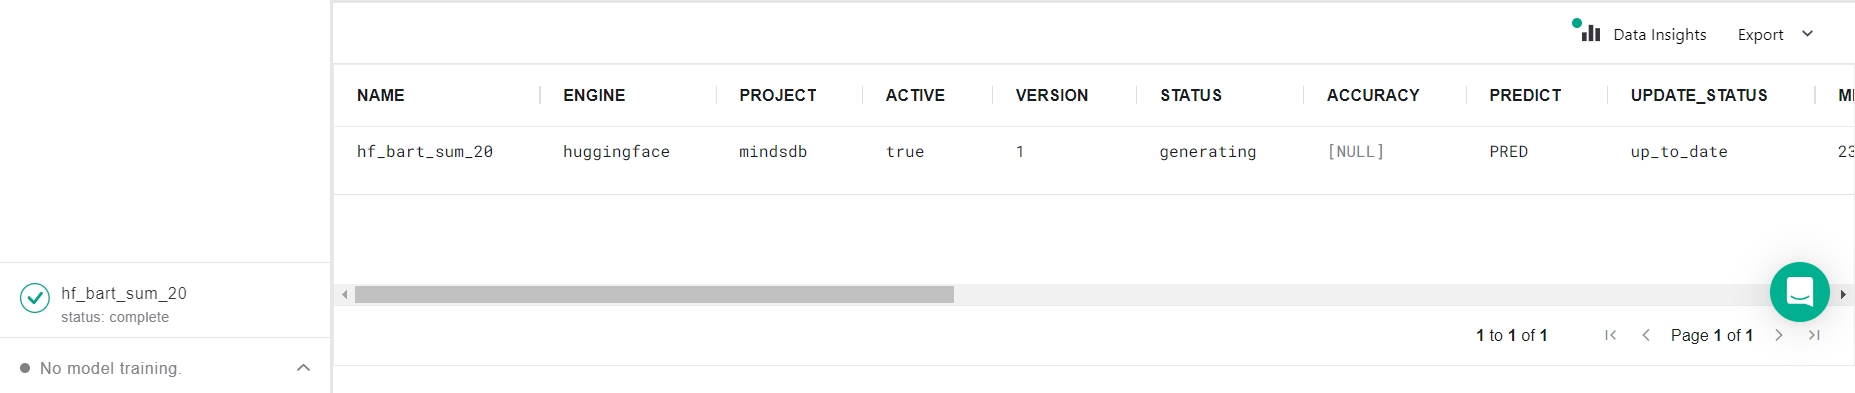 Data Insights Export
NAME ENGINE PROJECT ACTIVE VERSION STATUS ACCURACY PREDICT UPDATE_STATUS
hf_bart_sum_20 huggingface mindsdb true 1 generating [NULL] PRED up_to_date 23
hf_bart_sum_20
status: complete
1 to 1 of 1 Page 1 of 1
No model training.